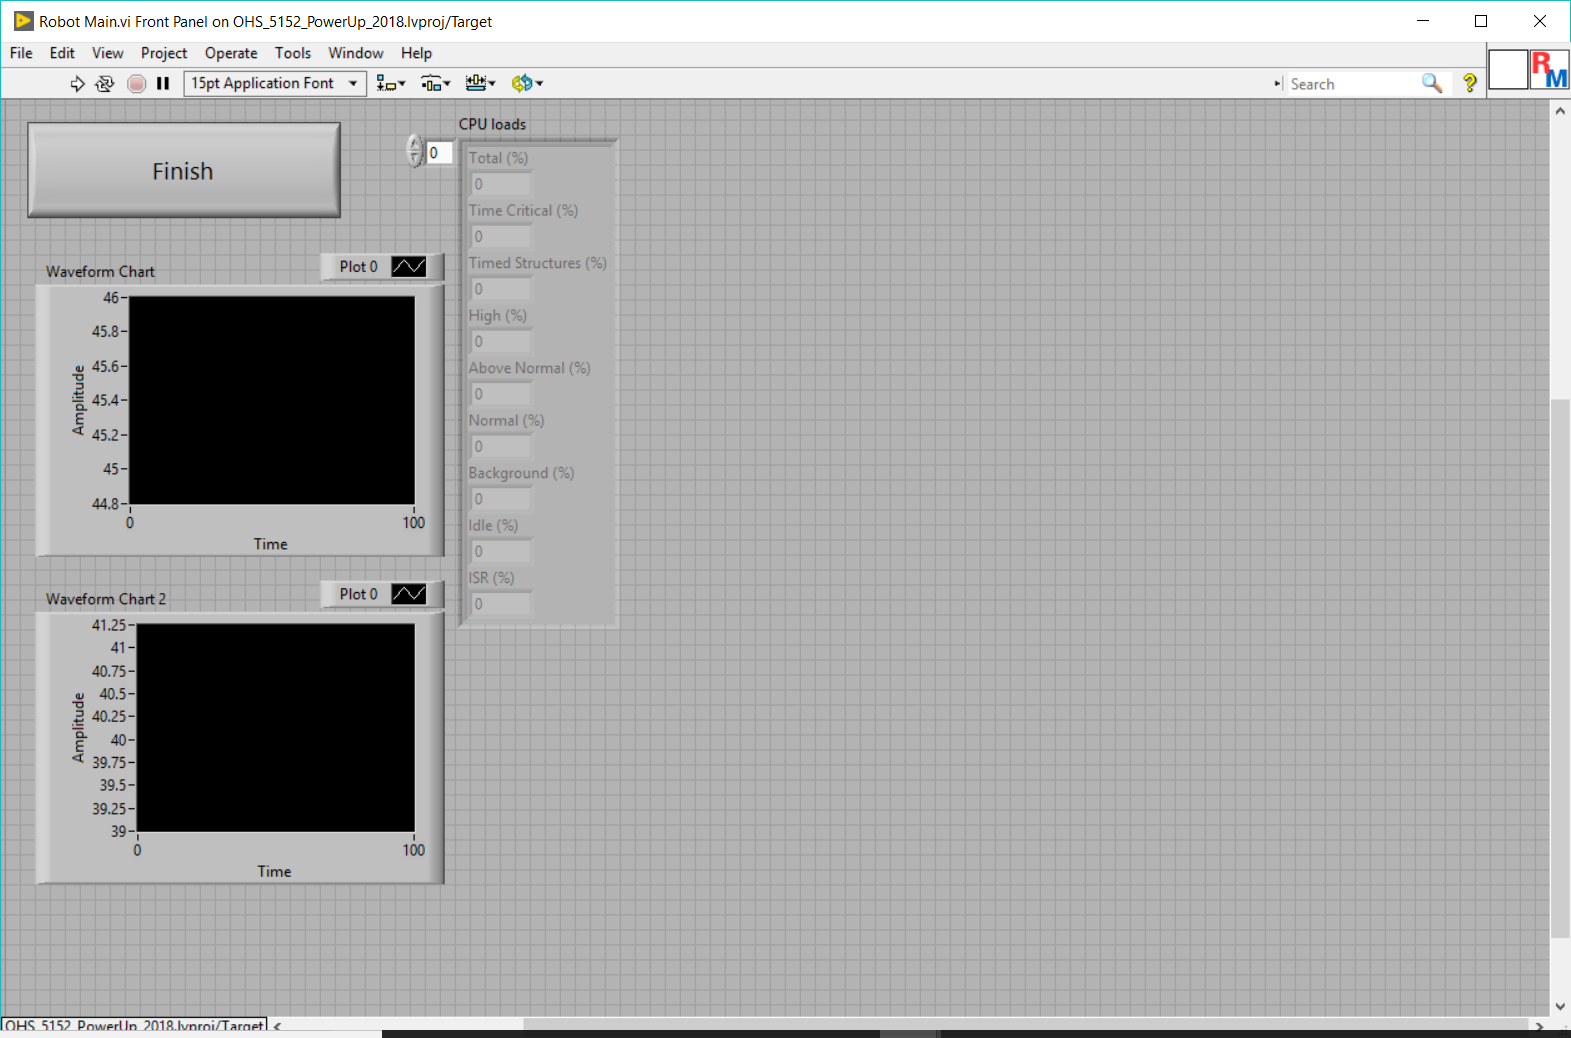 Robot Main.vi Front Panel on OHS_5152_PowerUp_2018.lvproj/Target
File Edit View Project Operate Tools Window Help
15pt Application Font
Search
?
RM
Finish
CPU loads
0
Total (%)
0
Time Critical (%)
0
Timed Structures (%)
0
High (%)
0
Above Normal (%)
0
Normal (%)
0
Background (%)
0
Idle (%)
0
ISR (%)
0
Waveform Chart
Plot 0
Amplitude
46
45.8
45.6
45.4
45.2
45
44.8
0 100
Time
Waveform Chart 2
Plot 0
Amplitude
41.25
41
40.75
40.5
40.25
40
39.75
39.5
39.25
39
0 100
Time
OHS_5152_PowerUp_2018.lvproj/Target